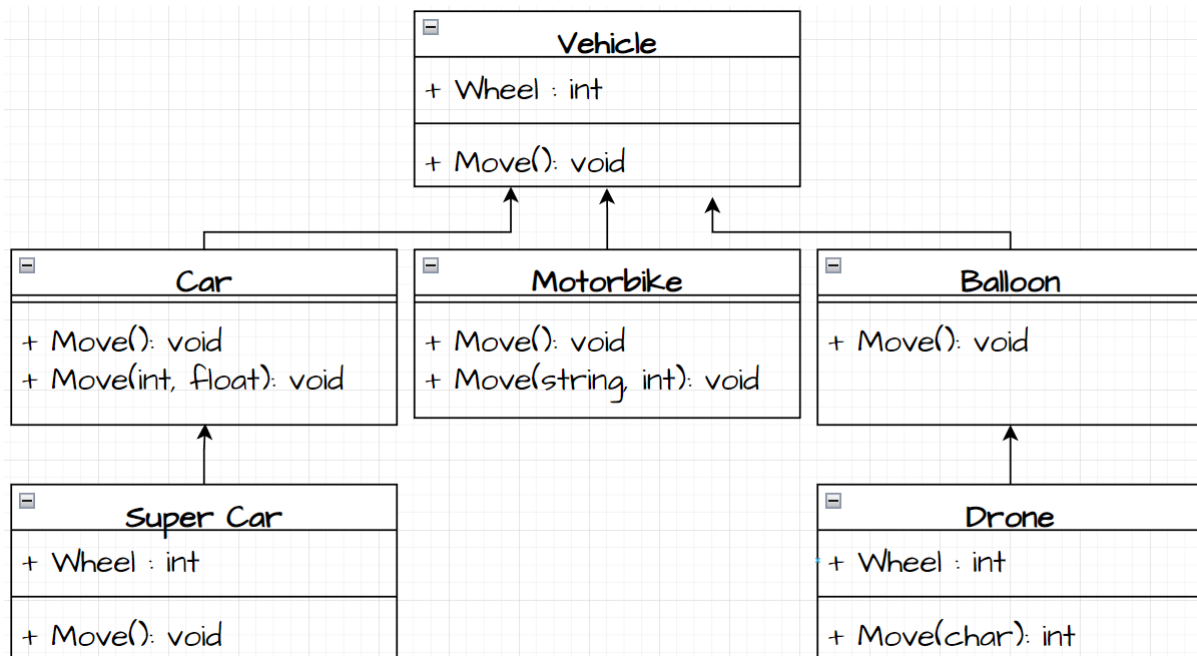 Vehicle
+ Wheel : int
+ Move(): void
Car
+ Move(): void
+ Move(int, float): void
Motorbike
+ Move(): void
+ Move(string, int): void
Balloon
+ Move(): void
Super Car
+ Wheel : int
+ Move(): void
Drone
+ Wheel : int
+ Move(char): int